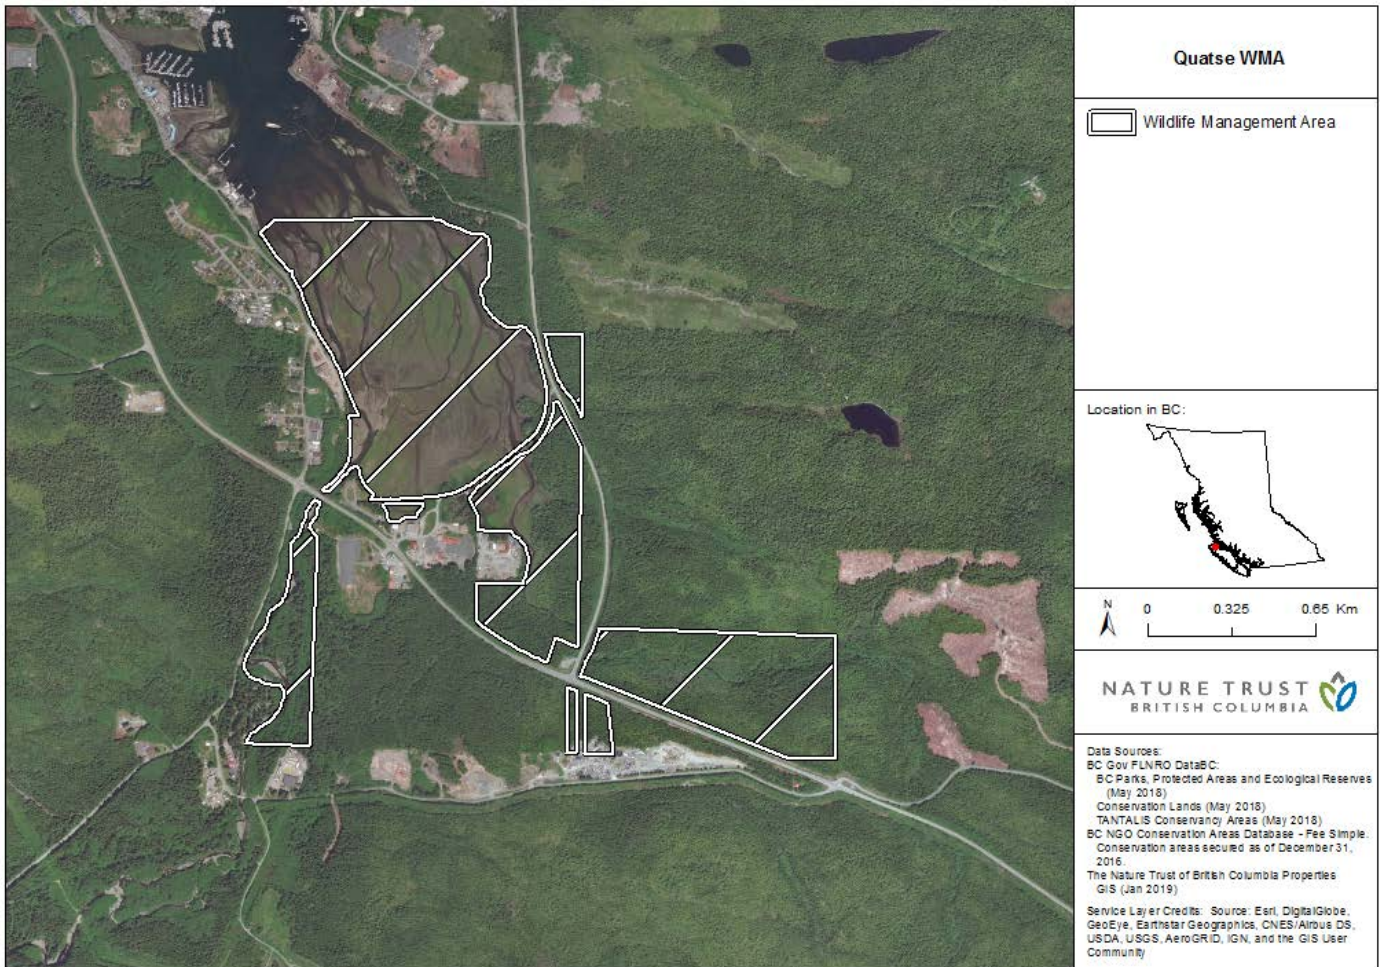 Quatse WMA
Wildlife Management Area
Location in BC:
N
0 0.325 0.65 Km
NATURE TRUST
BRITISH COLUMBIA
Data Sources:
BC Gov FLNRO DataBC:
BC Parks, Protected Areas and Ecological Reserves
(May 2018)
Conservation Lands (May 2018)
TANTALIS Conservancy Areas (May 2018)
BC NGO Conservation Areas Database - Fee Simple.
Conservation areas secured as of December 31,
2016.
The Nature Trust of British Columbia Properties
GIS (Jan 2019)
Service Layer Credits: Source: Esri, DigitalGlobe,
GeoEye, Earthstar Geographics, CNES/Airbus DS,
USDA, USGS, AeroGRID, IGN, and the GIS User
Community